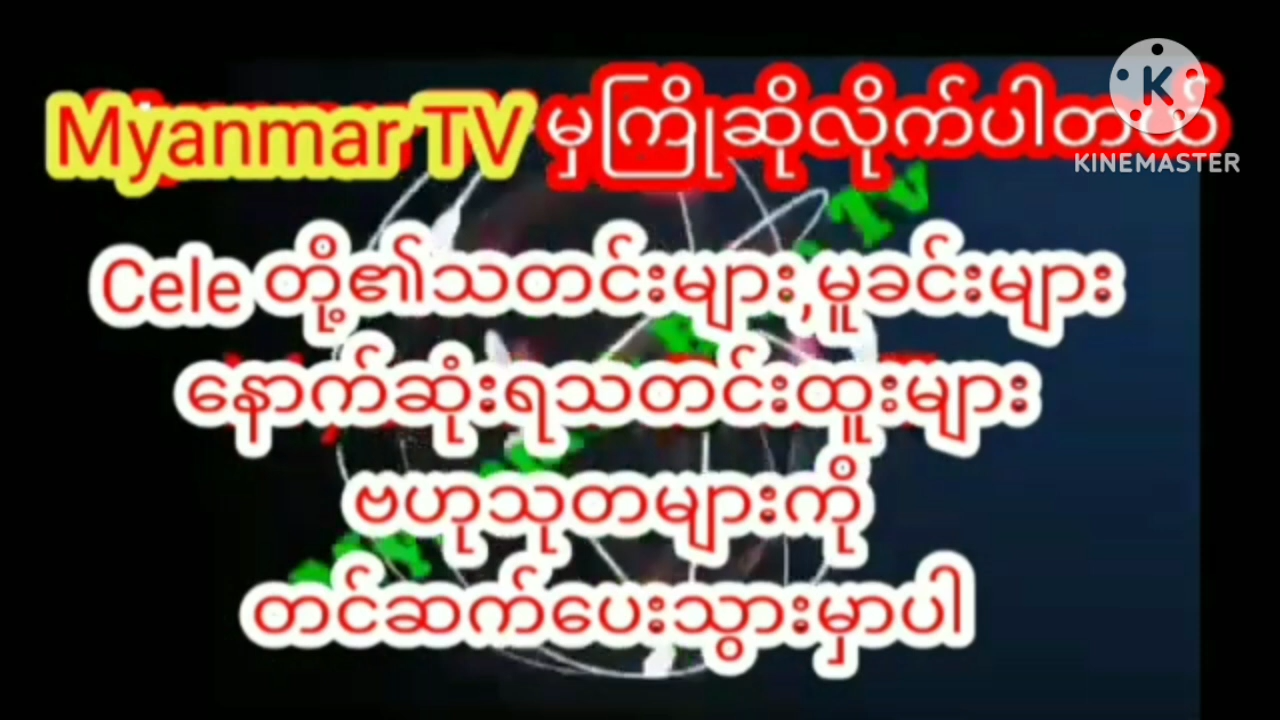 Myanmar TV မှကြိုဆိုလိုက်ပါတယ်
KINEMASTER
Cele တို့၏သတင်းများ,မူခင်းများ
နောက်ဆုံးရသတင်းထူးများ
ဗဟုသုတများကို
တင်ဆက်ပေးသွားမှာပါ